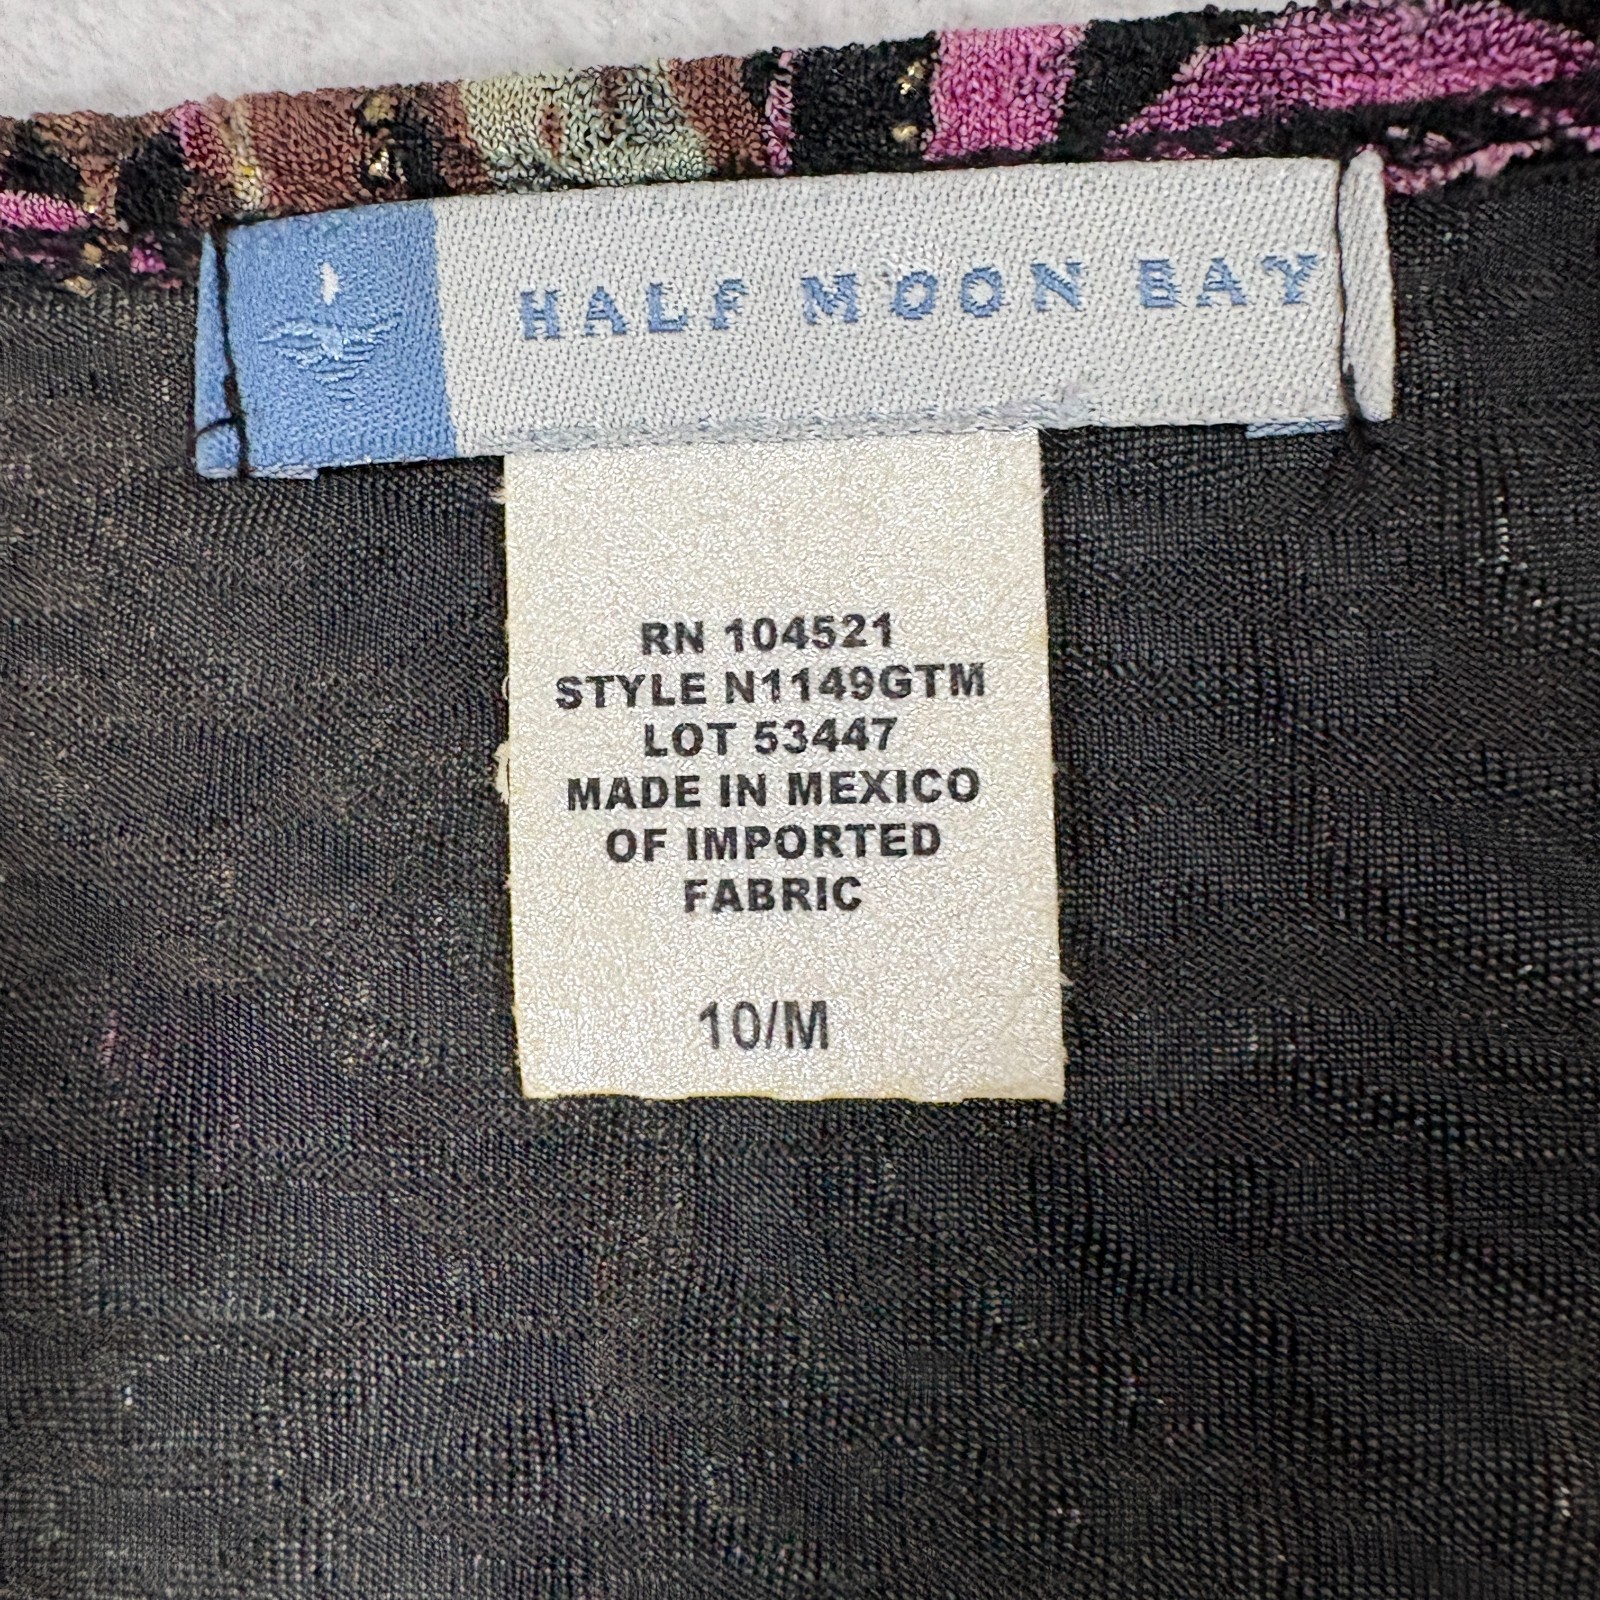 HALF MOON BAY
RN 104521
STYLE N1149GTM
LOT 53447
MADE IN MEXICO
OF IMPORTED
FABRIC
10/M